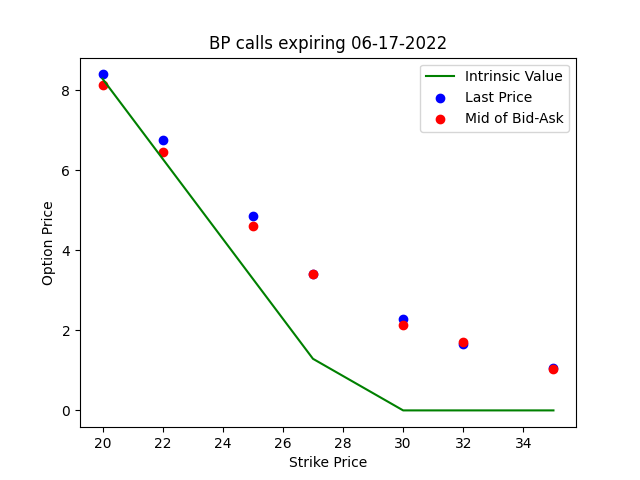 BP calls expiring 06-17-2022
Intrinsic Value
Last Price
Mid of Bid-Ask
Option Price
8
6
4
2
0
20 22 24 26 28 30 32 34
Strike Price